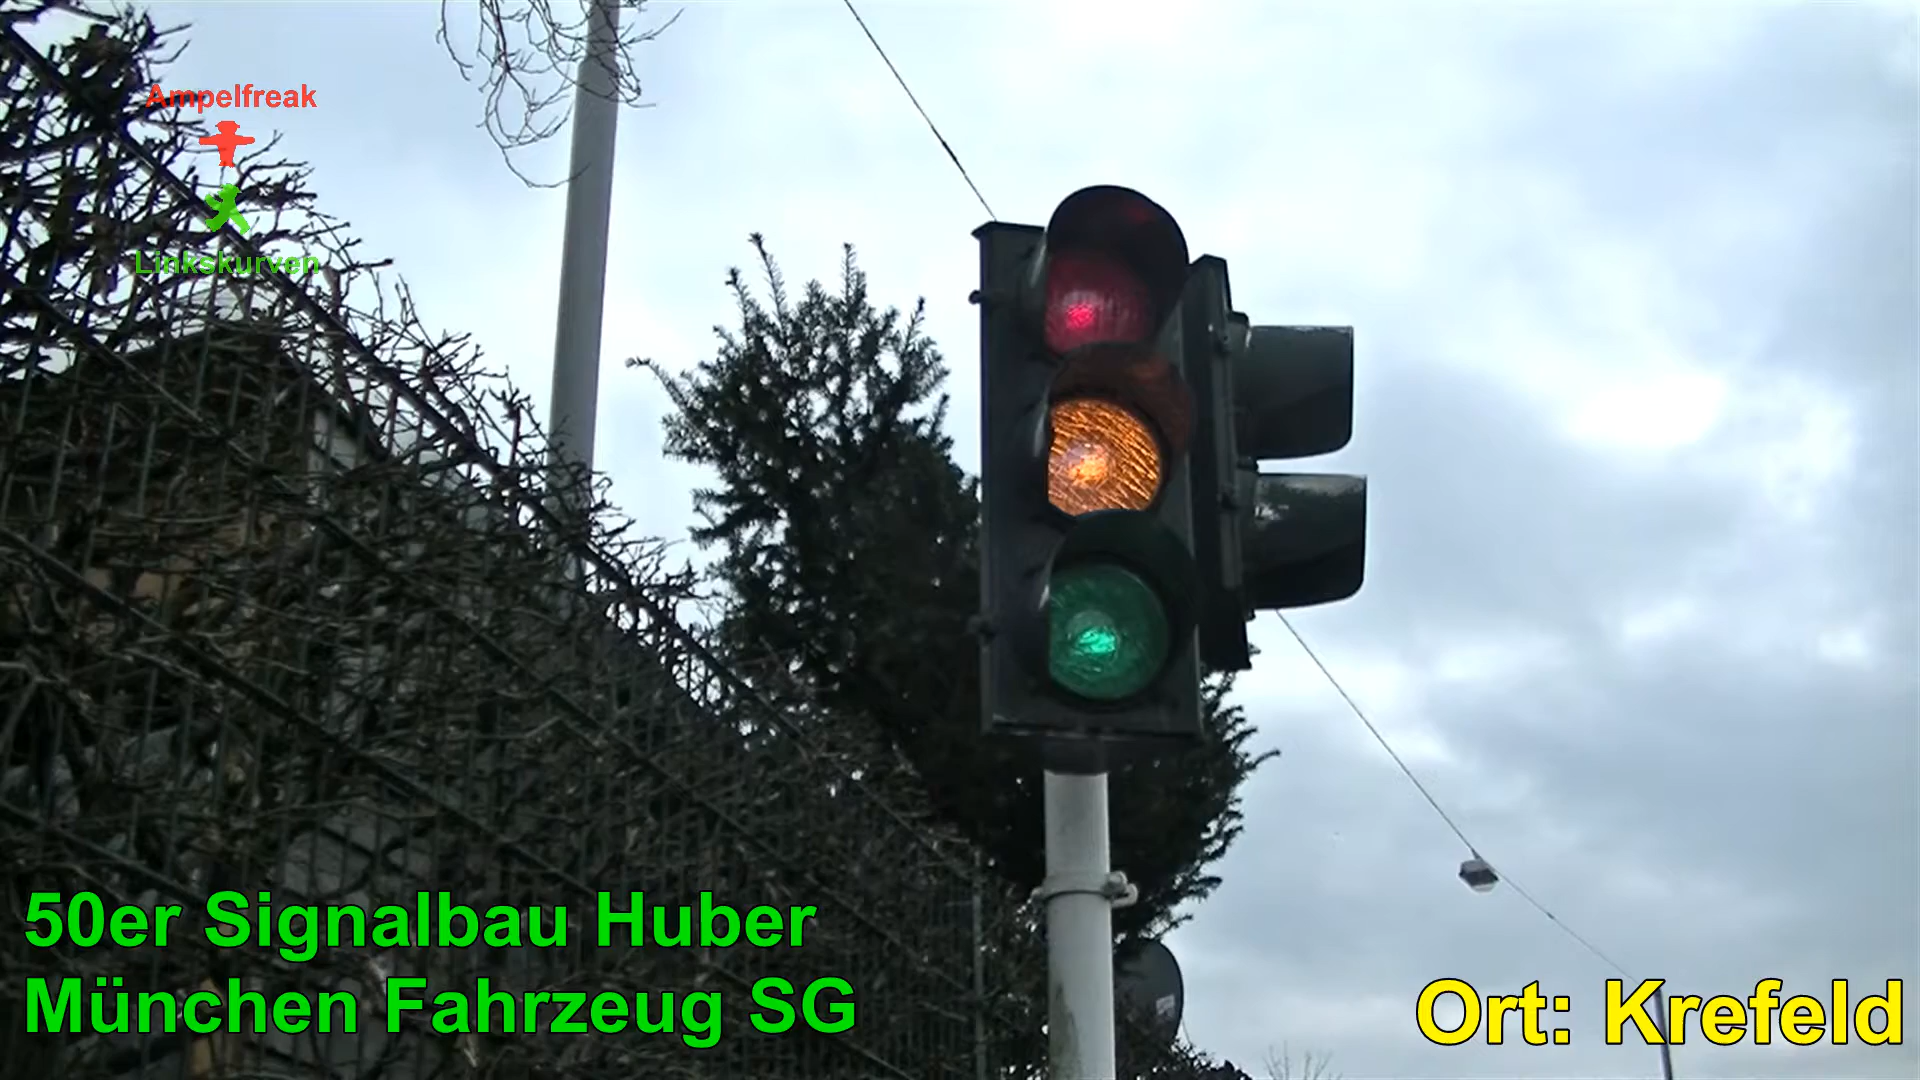 Ampelfreak
Linkskurven
50er Signalbau Huber
München Fahrzeug SG
Ort: Krefeld